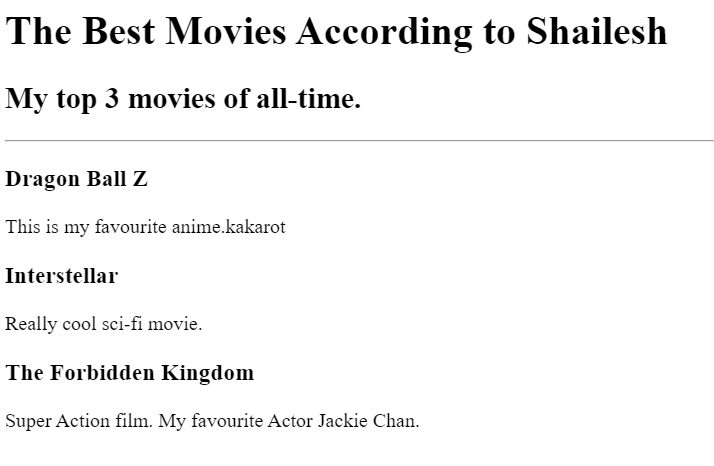 The Best Movies According to Shailesh
My top 3 movies of all-time.
Dragon Ball Z
This is my favourite anime.kakarot
Interstellar
Really cool sci-fi movie.
The Forbidden Kingdom
Super Action film. My favourite Actor Jackie Chan.